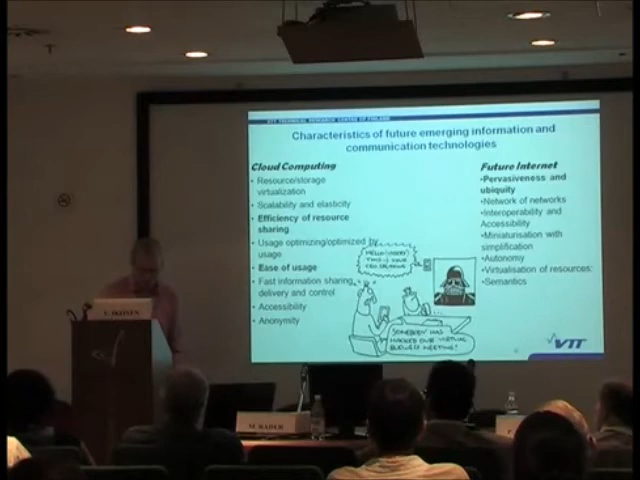 VTT TECHNICAL RESEARCH CENTRE OF FINLAND
Characteristics of future emerging information and
communication technologies
Cloud Computing
• Resource/storage
virtualization
• Scalability and elasticity
• Efficiency of resource
sharing
• Usage optimizing/optimized by
usage
• Ease of usage
• Fast information sharing,
delivery and control
• Accessibility
• Anonymity
Future Internet
•Pervasiveness and
ubiquity
•Network of networks
•Interoperability and
Accessibility
•Miniaturisation with
simplification
•Autonomy
•Virtualisation of resources:
•Semantics
SOMEBODY HAS
HACKED OUR VIRTUAL
BUSINESS MEETING!
VTT
M. RADER